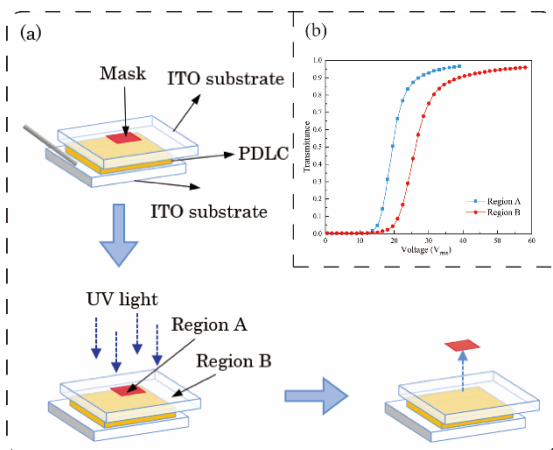 (a)
Mask
ITO substrate
PDLC
ITO substrate
UV light
Region A
Region B
(b)
1.0
0.9
0.8
0.7
0.6
0.5
0.4
0.3
0.2
0.1
0.0
Transmittance
0 10 20 30 40 50 60
Voltage (Vrms)
Region A
Region B